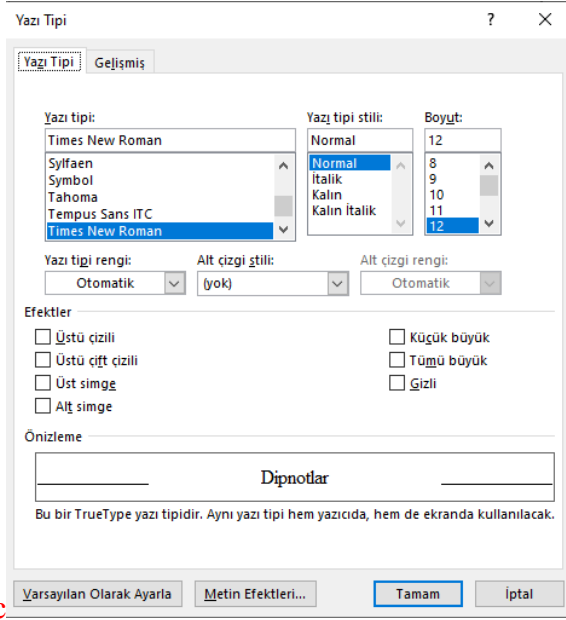 Yazı Tipi ? ✕
Yazı Tipi Gelişmiş
Yazı tipi: Yazı tipi stili: Boyut:
Times New Roman Normal 12
Sylfaen Normal 8
Symbol İtalik 9
Tahoma Kalın 10
Tempus Sans ITC Kalın İtalik 11
Times New Roman 12
Yazı tipi rengi: Alt çizgi stili: Alt çizgi rengi:
Otomatik (yok) Otomatik
Efektler
Üstü çizili Küçük büyük
Üstü çift çizili Tümü büyük
Üst simge Gizli
Alt simge
Önizleme
Dipnotlar
Bu bir TrueType yazı tipidir. Aynı yazı tipi hem yazıcıda, hem de ekranda kullanılacak.
Varsayılan Olarak Ayarla Metin Efektleri... Tamam İptal